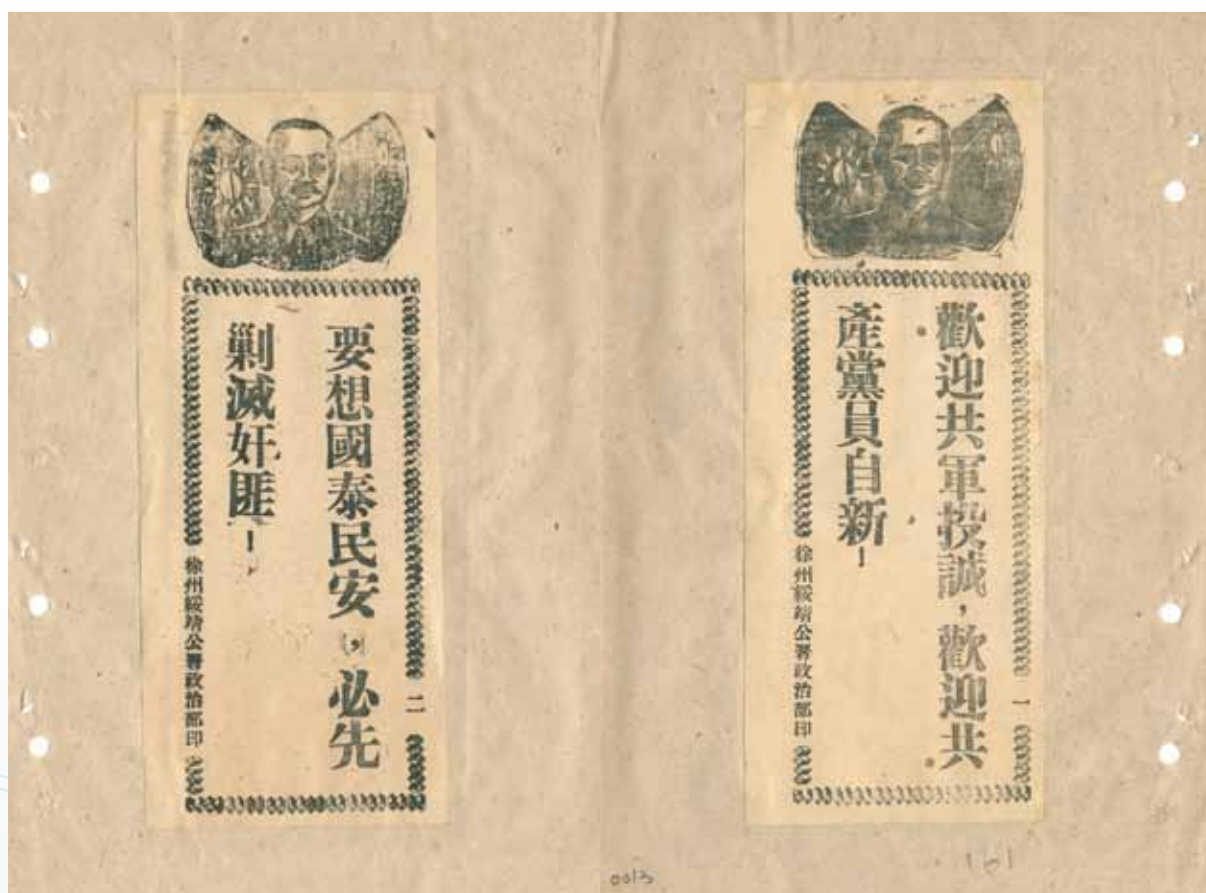 一
歡迎共軍投誠，歡迎共
產黨員自新！
徐州綏靖公署政治部印
二
要想國泰民安，必先
剿滅奸匪！
徐州綏靖公署政治部印
0013